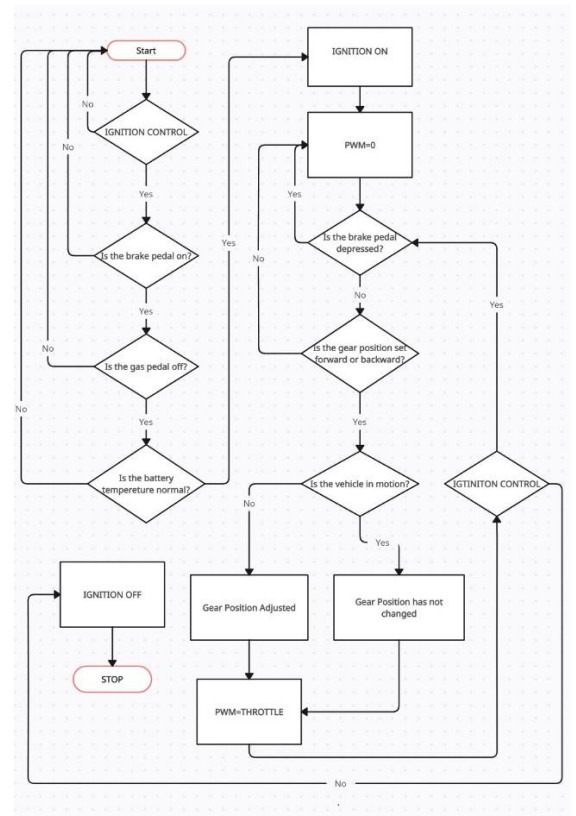 Start
No
IGNITION CONTROL
No
Yes
Is the brake pedal on?
Yes
No
Is the gas pedal off?
Yes
No
Is the battery
tempereture normal?
Yes
IGNITION ON
PWM=0
Yes
No
Is the brake pedal
depressed?
No
Is the gear position set
forward or backward?
Yes
Is the vehicle in motion?
No
Yes
Gear Position Adjusted
Gear Position has not
changed
PWM=THROTTLE
IGTINITON CONTROL
Yes
No
IGNITION OFF
STOP